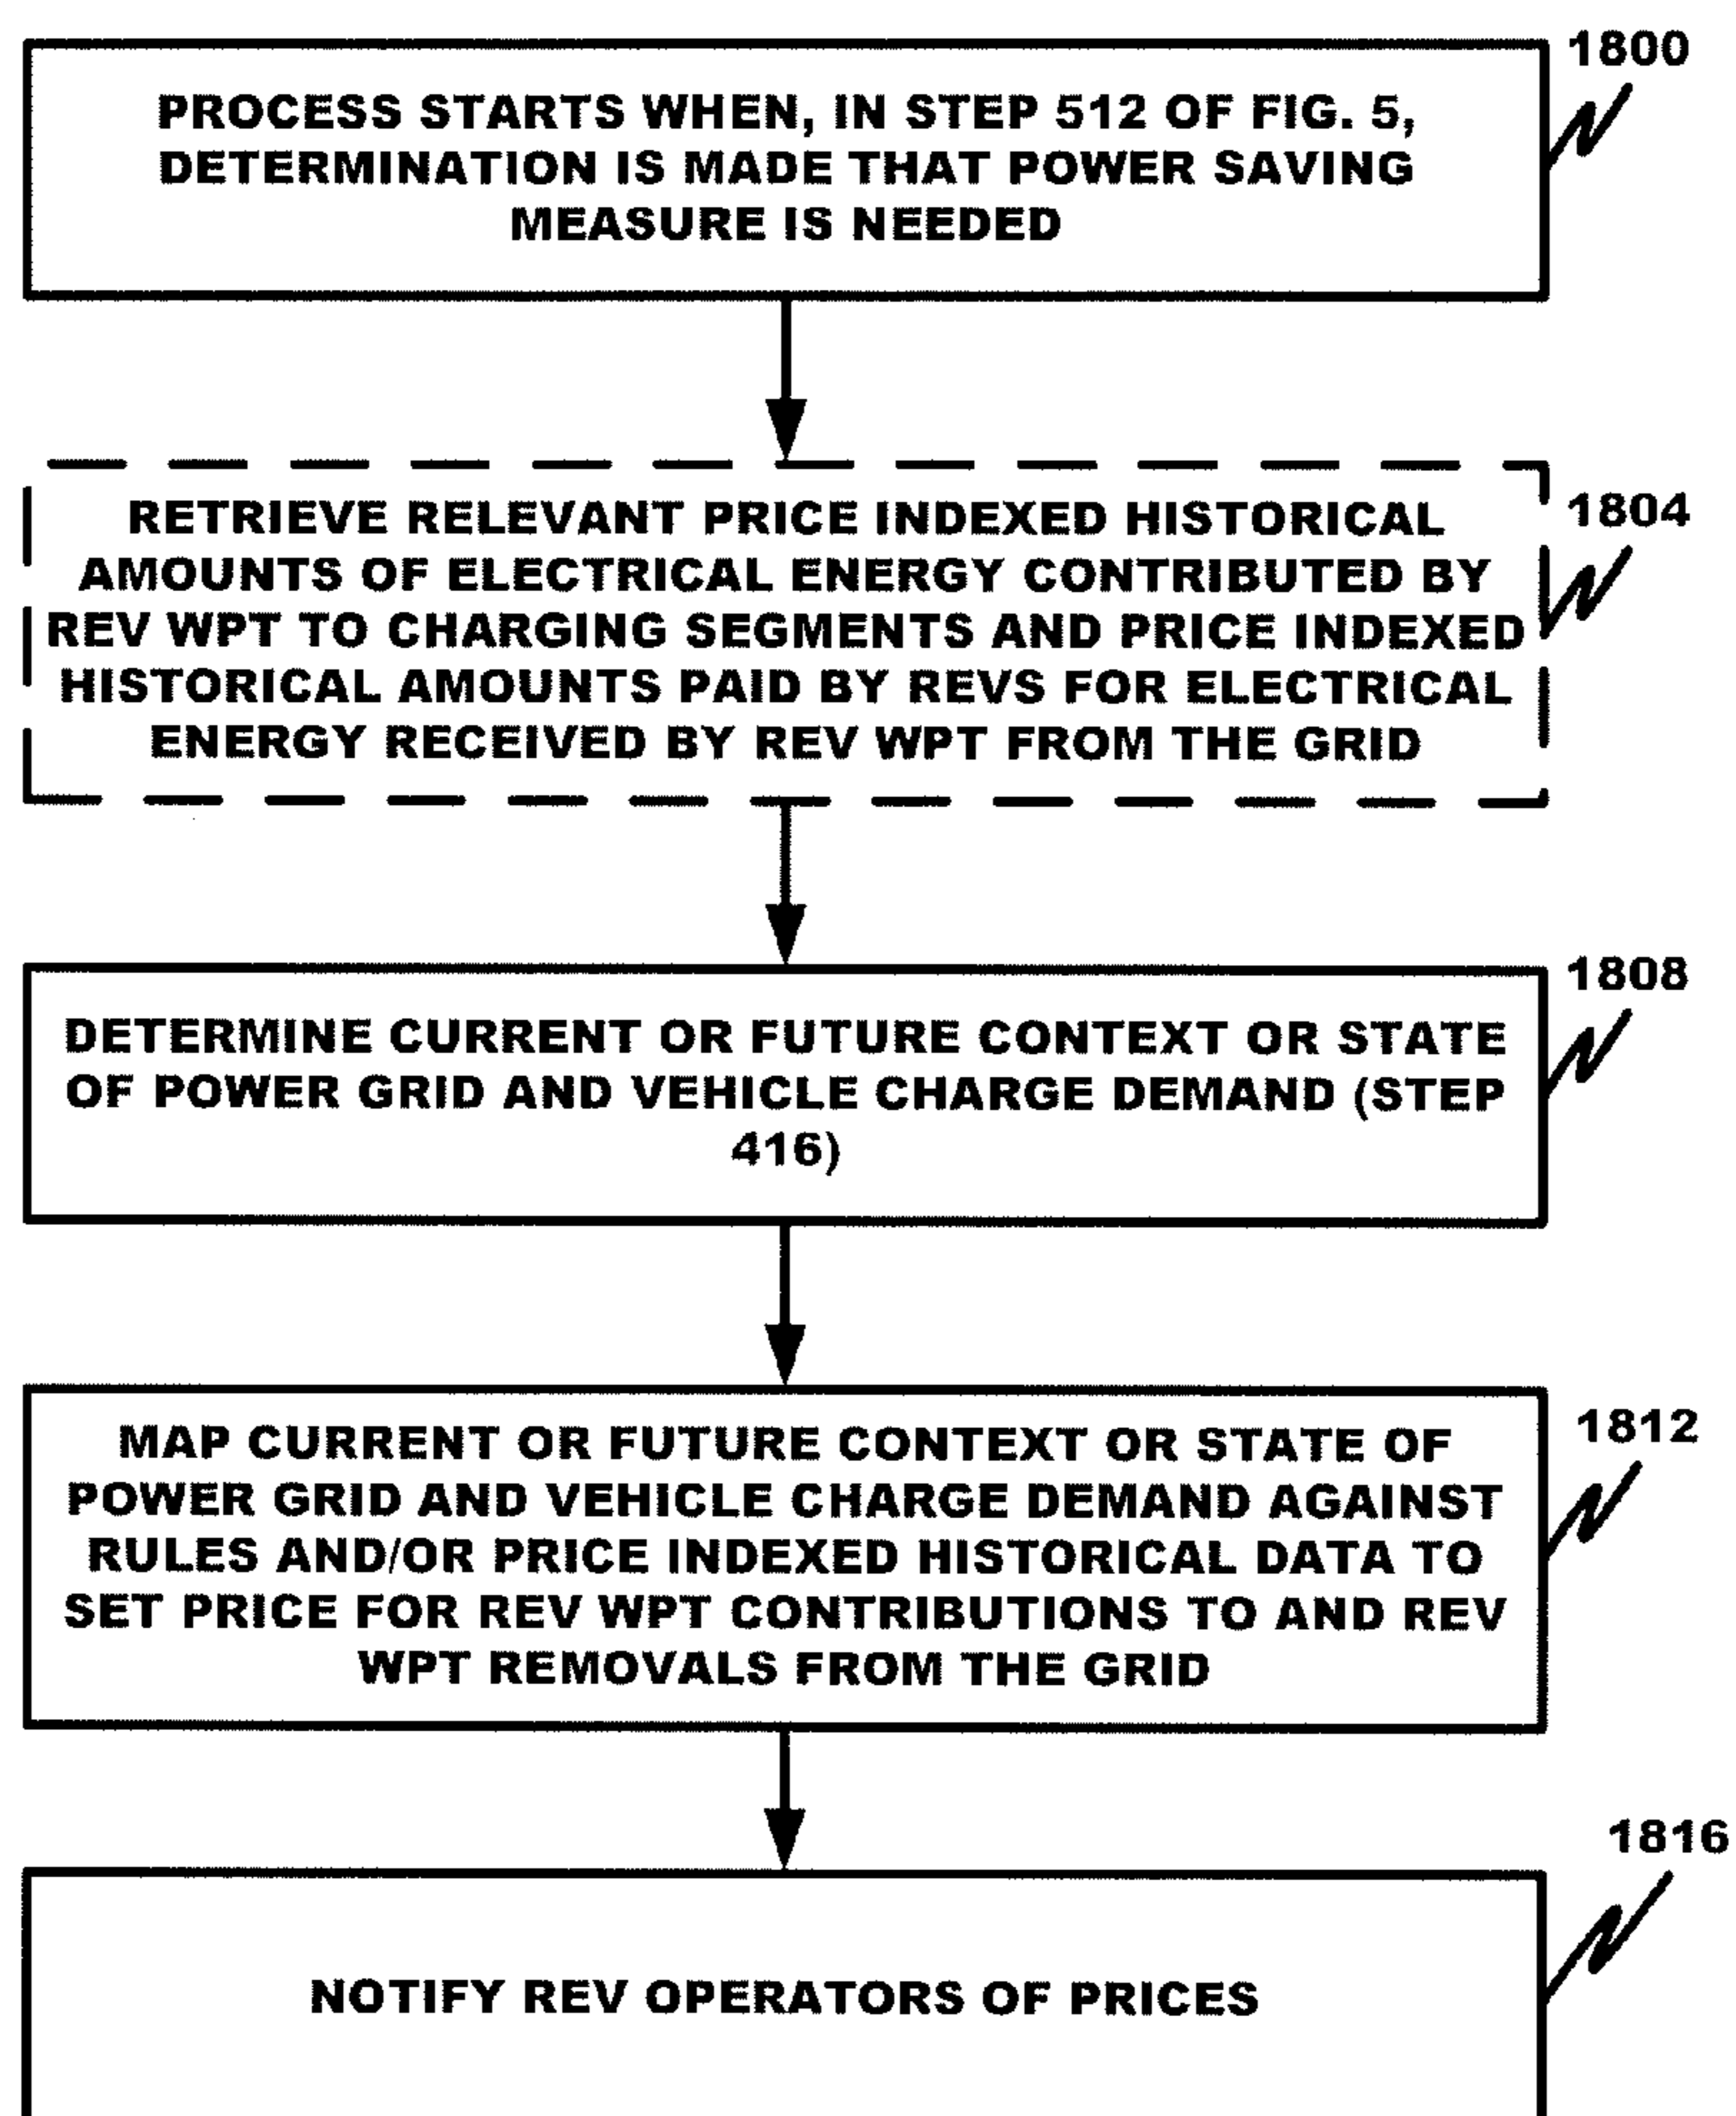 1800
PROCESS STARTS WHEN, IN STEP 512 OF FIG. 5,
DETERMINATION IS MADE THAT POWER SAVING
MEASURE IS NEEDED
1804
RETRIEVE RELEVANT PRICE INDEXED HISTORICAL
AMOUNTS OF ELECTRICAL ENERGY CONTRIBUTED BY
REV WPT TO CHARGING SEGMENTS AND PRICE INDEXED
HISTORICAL AMOUNTS PAID BY REVS FOR ELECTRICAL
ENERGY RECEIVED BY REV WPT FROM THE GRID
1808
DETERMINE CURRENT OR FUTURE CONTEXT OR STATE
OF POWER GRID AND VEHICLE CHARGE DEMAND (STEP
416)
1812
MAP CURRENT OR FUTURE CONTEXT OR STATE OF
POWER GRID AND VEHICLE CHARGE DEMAND AGAINST
RULES AND/OR PRICE INDEXED HISTORICAL DATA TO
SET PRICE FOR REV WPT CONTRIBUTIONS TO AND REV
WPT REMOVALS FROM THE GRID
1816
NOTIFY REV OPERATORS OF PRICES